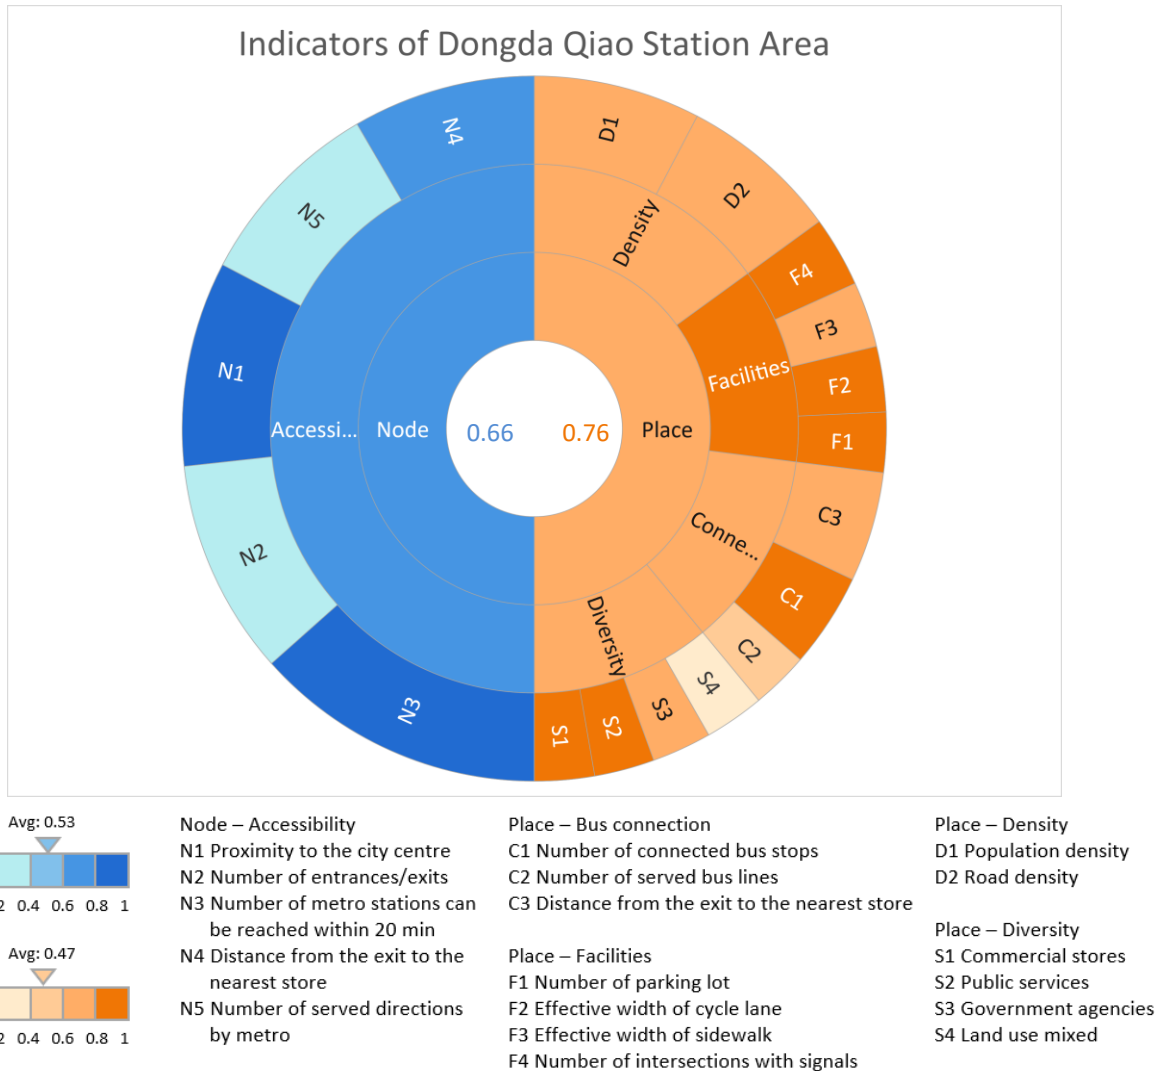 Indicators of Dongda Qiao Station Area
N4
D1
D2
N5
Density
F4
F3
N1
Facilities
F2
Accessi...
Node
0.66
0.76
Place
F1
C3
Conne...
N2
C1
Diversity
C2
S4
N3
S3
S2
S1
Avg: 0.53
2 0.4 0.6 0.8 1
Avg: 0.47
2 0.4 0.6 0.8 1
Node – Accessibility
N1 Proximity to the city centre
N2 Number of entrances/exits
N3 Number of metro stations can
be reached within 20 min
N4 Distance from the exit to the
nearest store
N5 Number of served directions
by metro
Place – Bus connection
C1 Number of connected bus stops
C2 Number of served bus lines
C3 Distance from the exit to the nearest store
Place – Facilities
F1 Number of parking lot
F2 Effective width of cycle lane
F3 Effective width of sidewalk
F4 Number of intersections with signals
Place – Density
D1 Population density
D2 Road density
Place – Diversity
S1 Commercial stores
S2 Public services
S3 Government agencies
S4 Land use mixed